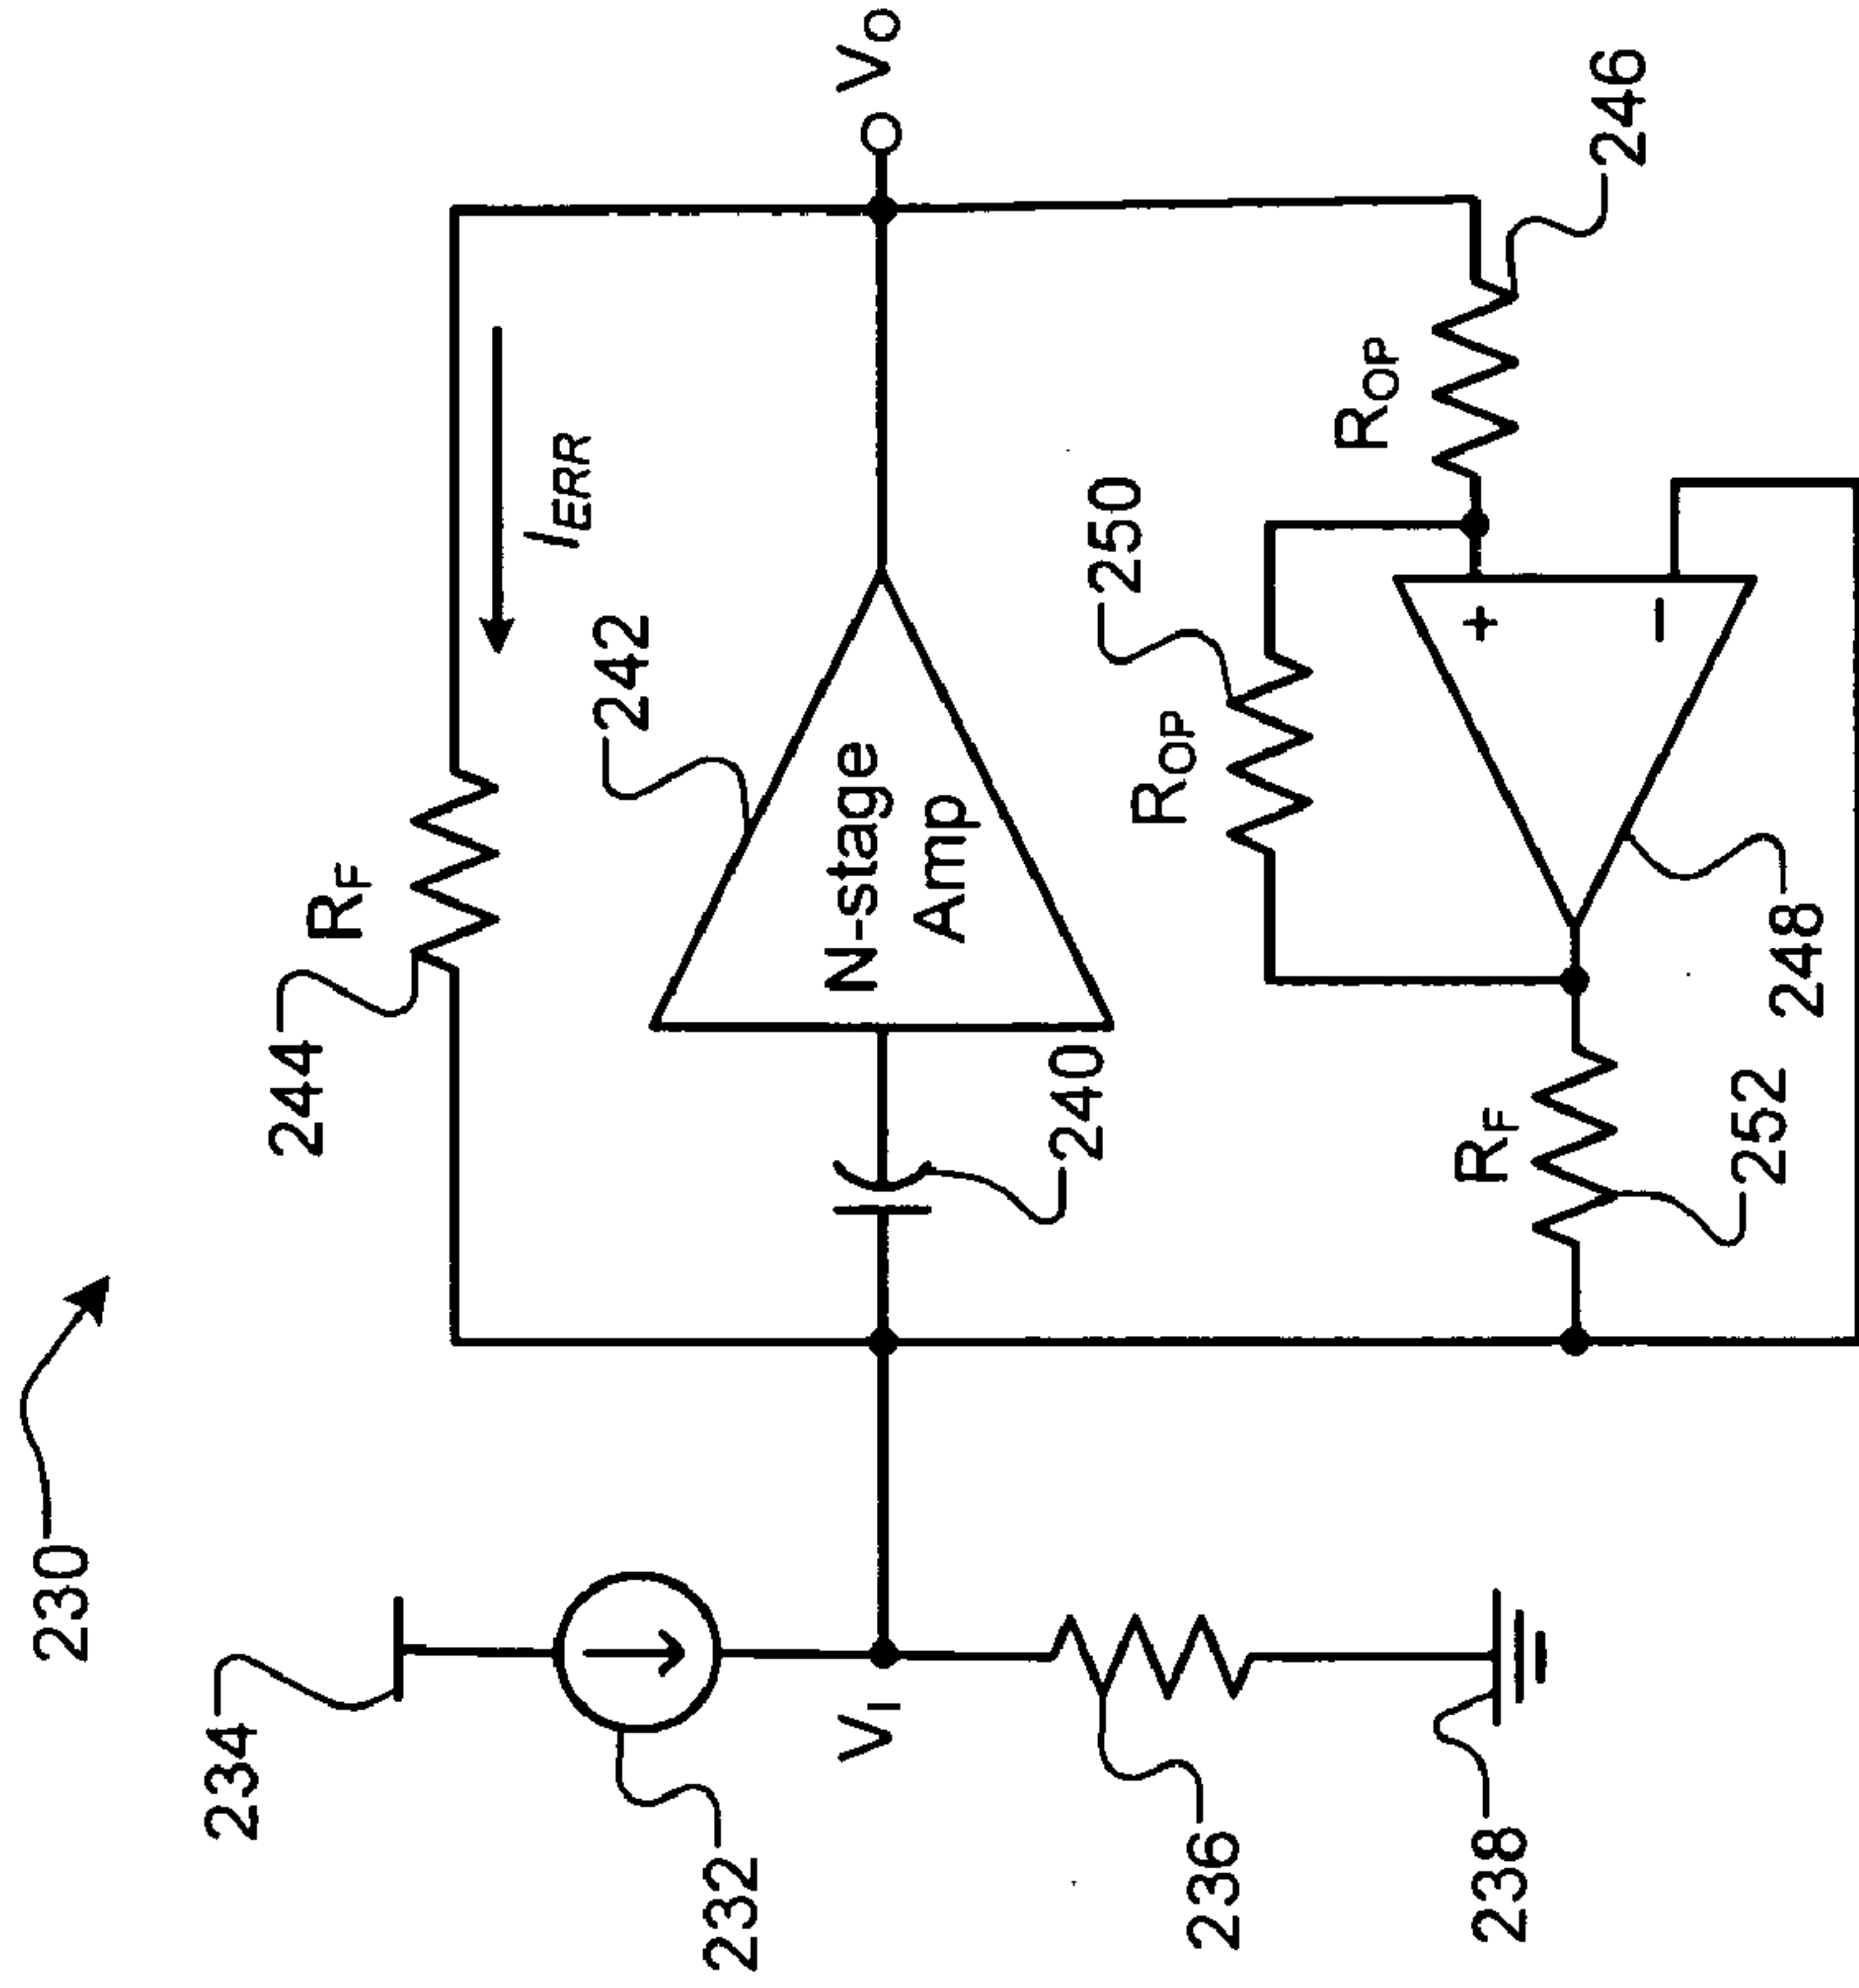 230
244
RF
IERR
234
242
N-stage
Amp
VO
VI
232
240
250
ROP
ROP
236
RF
+
−
246
238
252
248